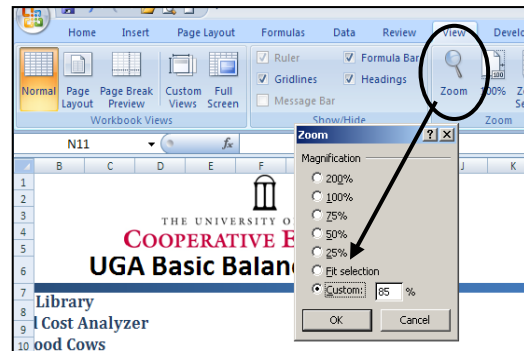 Home Insert Page Layout Formulas Data Review View Develo
Ruler Formula Bar
Gridlines Headings
Message Bar
Normal Page Layout Page Break Preview Custom Views Full Screen Zoom 100%
Workbook Views Show/Hide Zoom
N11 fx
B C D E F J K
Zoom
Magnification
200%
100%
75%
50%
25%
Fit selection
Custom: 85 %
OK Cancel
1
2
3
4
5
6
7
8
9
10
THE UNIVERSITY O
COOPERATIVE E
UGA Basic Balan
Library
Cost Analyzer
ood Cows